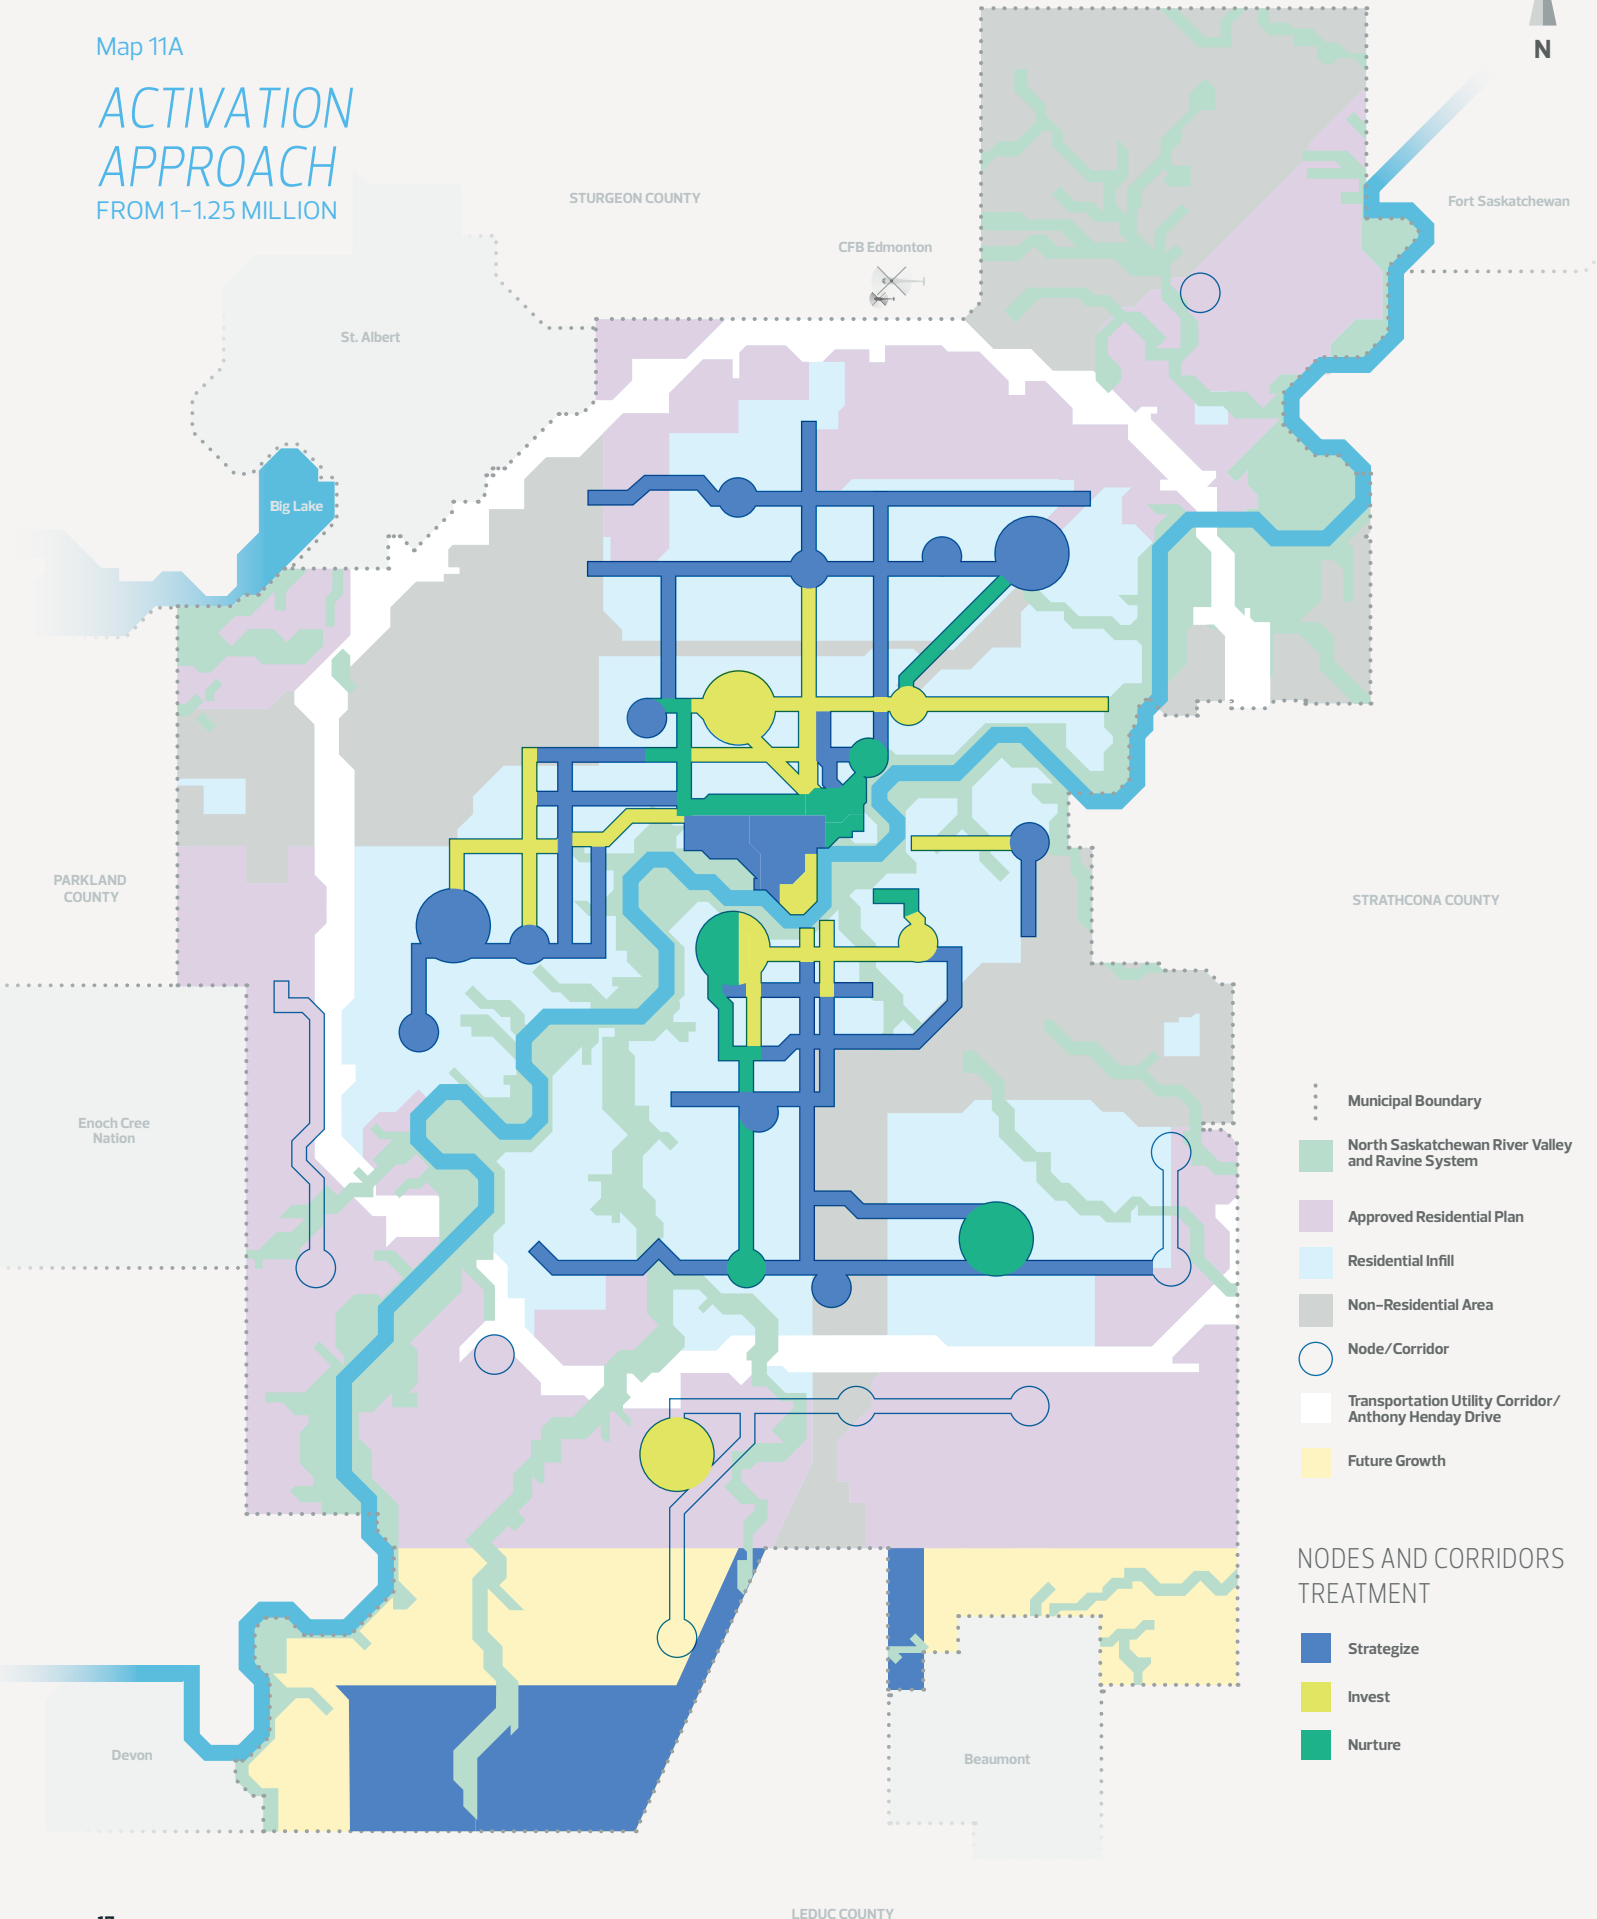 Map 11A
ACTIVATION
APPROACH
FROM 1-1.25 MILLION
N
STURGEON COUNTY
CFB Edmonton
Fort Saskatchewan
St. Albert
Big Lake
PARKLAND
COUNTY
STRATHCONA COUNTY
Enoch Cree
Nation
Devon
Beaumont
LEDUC COUNTY
Municipal Boundary
North Saskatchewan River Valley
and Ravine System
Approved Residential Plan
Residential Infill
Non-Residential Area
Node/Corridor
Transportation Utility Corridor/
Anthony Henday Drive
Future Growth
NODES AND CORRIDORS
TREATMENT
Strategize
Invest
Nurture